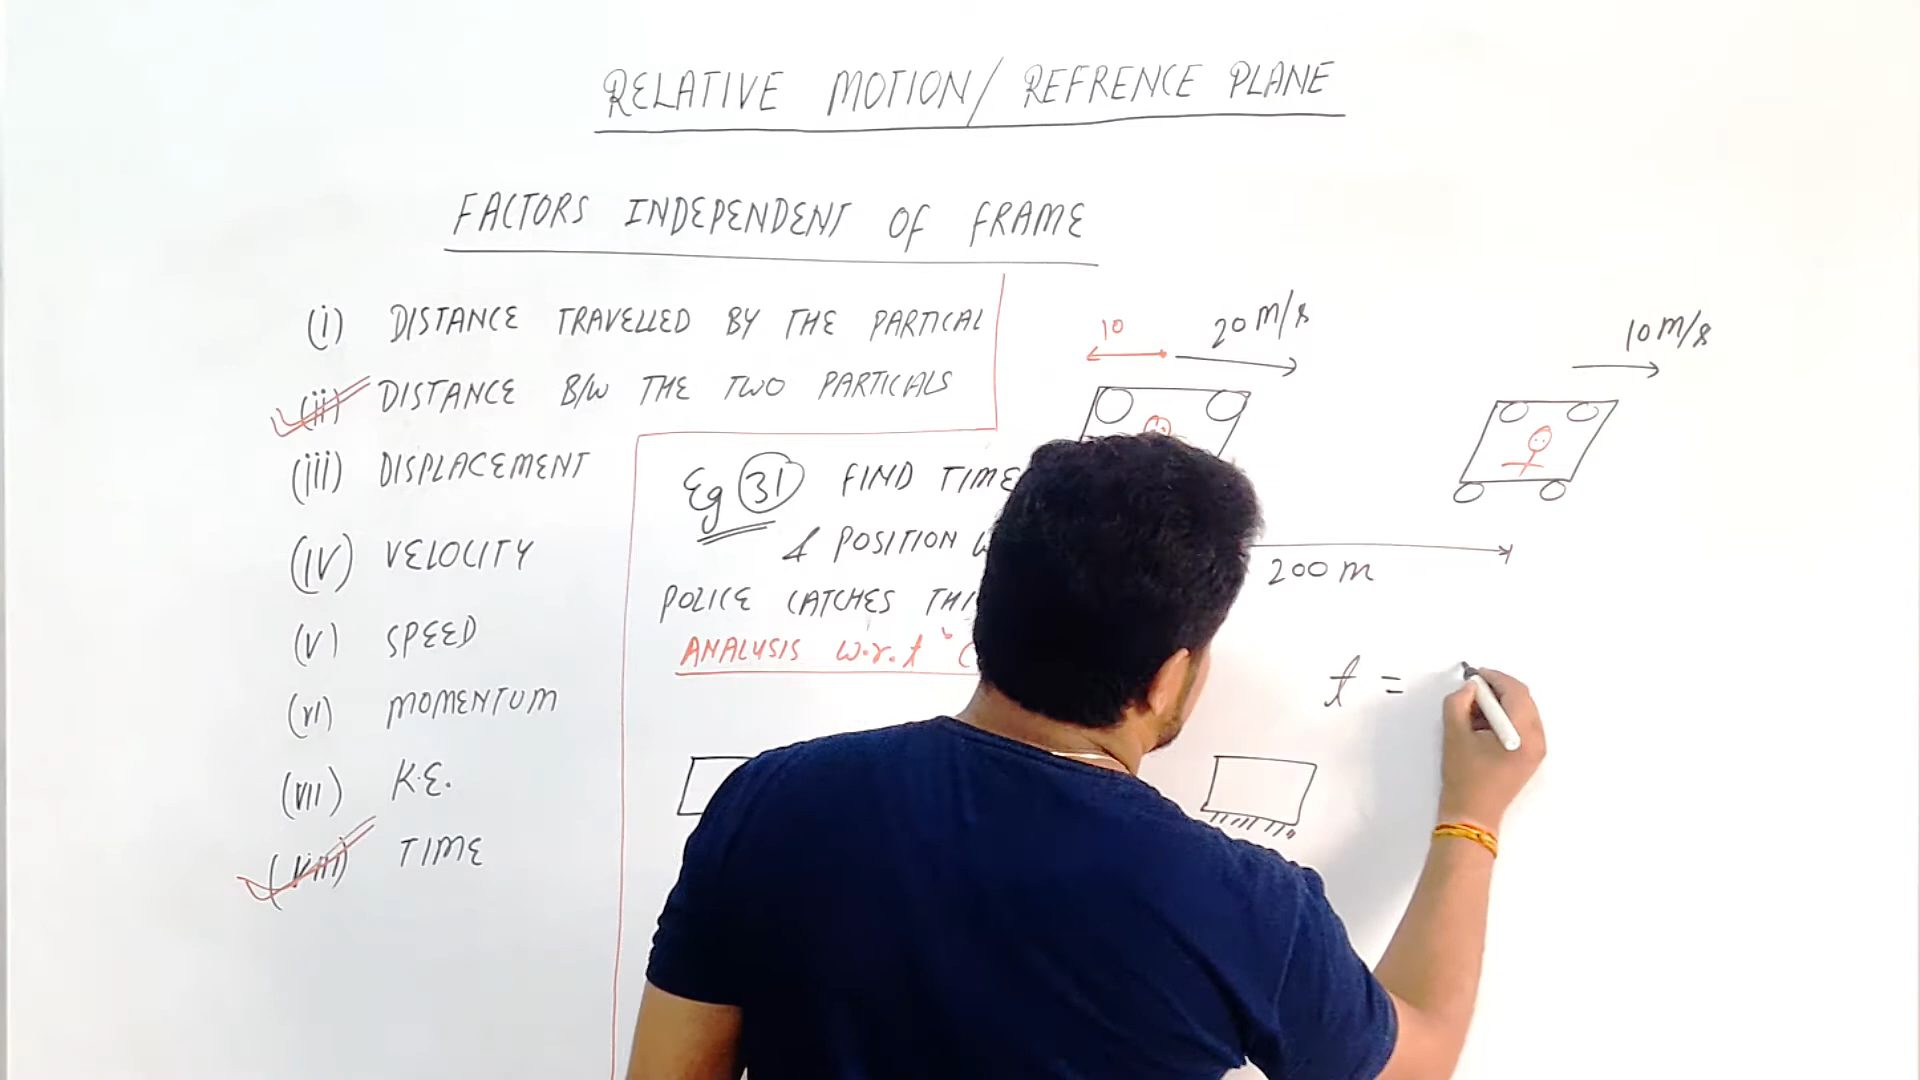 RELATIVE MOTION/ REFRENCE PLANE
FACTORS INDEPENDENT OF FRAME
(i) DISTANCE TRAVELLED BY THE PARTICAL
(ii) DISTANCE B/W THE TWO PARTICALS
(iii) DISPLACEMENT
(IV) VELOCITY
(V) SPEED
(VI) MOMENTUM
(VII) K.E.
(VIII) TIME
Eg 31 FIND TIME
& POSITION
POLICE CATCHES
ANALYSIS w.r.t
10
20 m/s
10 m/s
200 m
t =